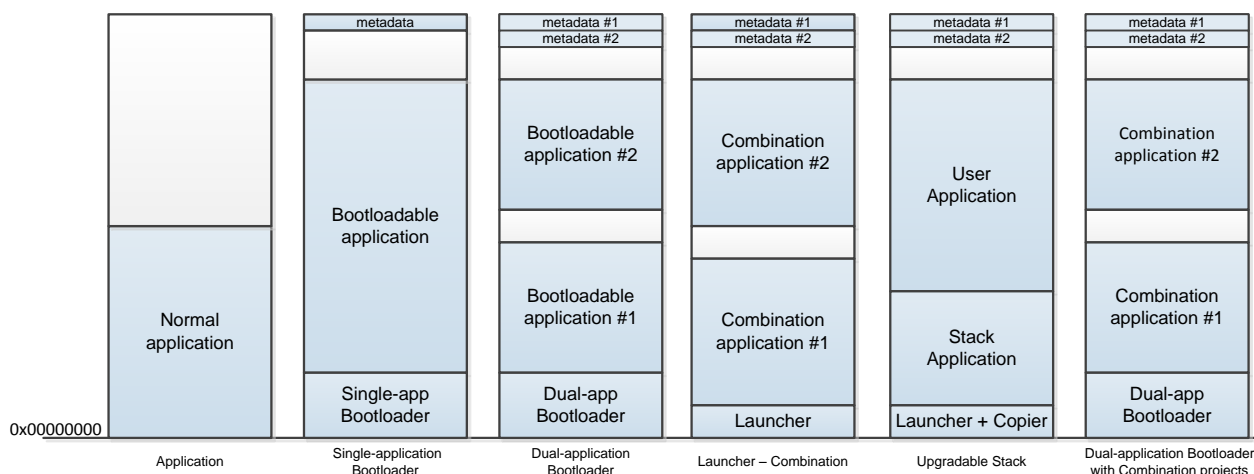 metadata
metadata #1
metadata #2
metadata #1
metadata #2
metadata #1
metadata #2
metadata #1
metadata #2
Normal
application
Bootloadable
application
Single-app
Bootloader
Bootloadable
application #2
Bootloadable
application #1
Dual-app
Bootloader
Combination
application #2
Combination
application #1
Launcher
User
Application
Stack
Application
Launcher + Copier
Combination
application #2
Combination
application #1
Dual-app
Bootloader
0x00000000
Application
Single-application
Bootloader
Dual-application
Bootloader
Launcher – Combination
Upgradable Stack
Dual-application Bootloader
with Combination projects